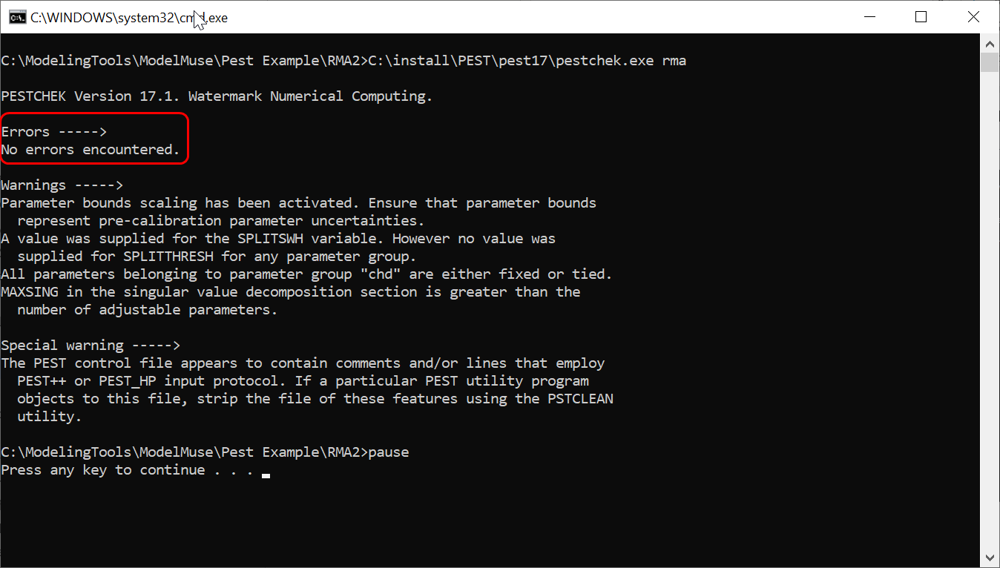 C:\WINDOWS\system32\cmd.exe
C:\ModelingTools\ModelMuse\Pest Example\RMA2>C:\install\PEST\pest17\pestchek.exe rma
PESTCHEK Version 17.1. Watermark Numerical Computing.
Errors ----->
No errors encountered.
Warnings ----->
Parameter bounds scaling has been activated. Ensure that parameter bounds
  represent pre-calibration parameter uncertainties.
A value was supplied for the SPLITSWH variable. However no value was
  supplied for SPLITTHRESH for any parameter group.
All parameters belonging to parameter group "chd" are either fixed or tied.
MAXSING in the singular value decomposition section is greater than the
  number of adjustable parameters.
Special warning ----->
The PEST control file appears to contain comments and/or lines that employ
  PEST++ or PEST_HP input protocol. If a particular PEST utility program
  objects to this file, strip the file of these features using the PSTCLEAN
  utility.
C:\ModelingTools\ModelMuse\Pest Example\RMA2>pause
Press any key to continue . . .